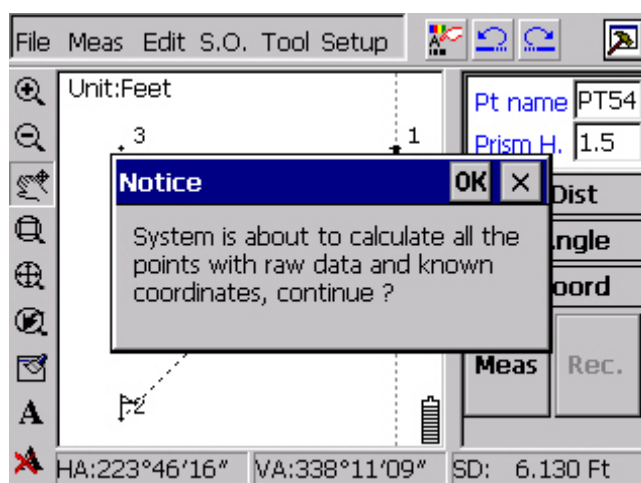 File Meas Edit S.O. Tool Setup
Unit:Feet
Pt name PT54
3
1
Prism H. 1.5
Notice OK
System is about to calculate all the
points with raw data and known
coordinates, continue ?
Dist
ngle
oord
Meas Rec.
2
A
HA:223°46'16" VA:338°11'09" SD: 6.130 Ft